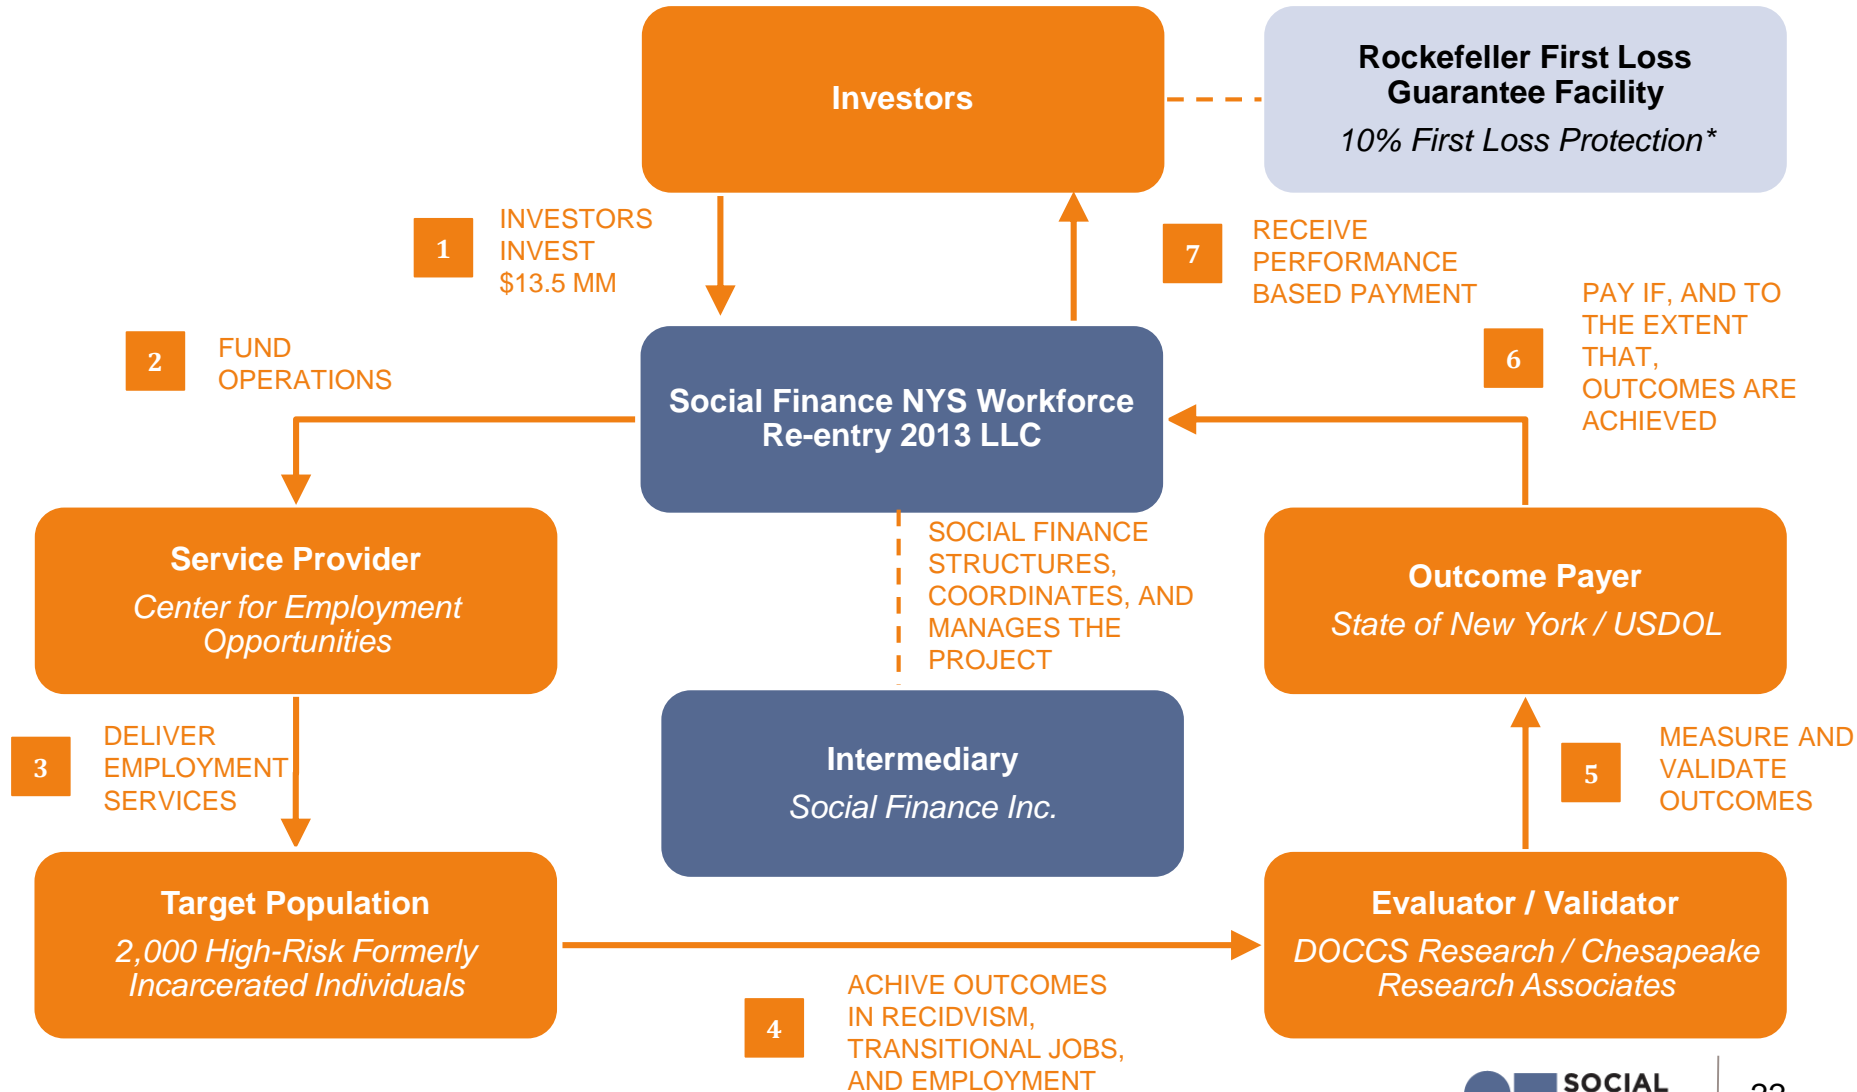 Investors
Rockefeller First Loss
Guarantee Facility
10% First Loss Protection*
1
INVESTORS
INVEST
$13.5 MM
7
RECEIVE
PERFORMANCE
BASED PAYMENT
2
FUND
OPERATIONS
Social Finance NYS Workforce
Re-entry 2013 LLC
6
PAY IF, AND TO
THE EXTENT
THAT,
OUTCOMES ARE
ACHIEVED
Service Provider
Center for Employment
Opportunities
SOCIAL FINANCE
STRUCTURES,
COORDINATES, AND
MANAGES THE
PROJECT
Outcome Payer
State of New York / USDOL
3
DELIVER
EMPLOYMENT
SERVICES
Intermediary
Social Finance Inc.
5
MEASURE AND
VALIDATE
OUTCOMES
Target Population
2,000 High-Risk Formerly
Incarcerated Individuals
4
ACHIVE OUTCOMES
IN RECIDVISM,
TRANSITIONAL JOBS,
AND EMPLOYMENT
Evaluator / Validator
DOCCS Research / Chesapeake
Research Associates
SOCIAL